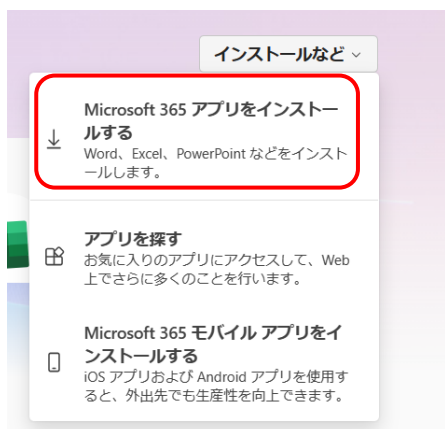 インストールなど
Microsoft 365 アプリをインストー
ルする
Word、Excel、PowerPoint などをインスト
ールします。
アプリを探す
お気に入りのアプリにアクセスして、Web
上でさらに多くのことを行います。
Microsoft 365 モバイル アプリをイ
ンストールする
iOS アプリおよび Android アプリを使用す
ると、外出先でも生産性を向上できます。